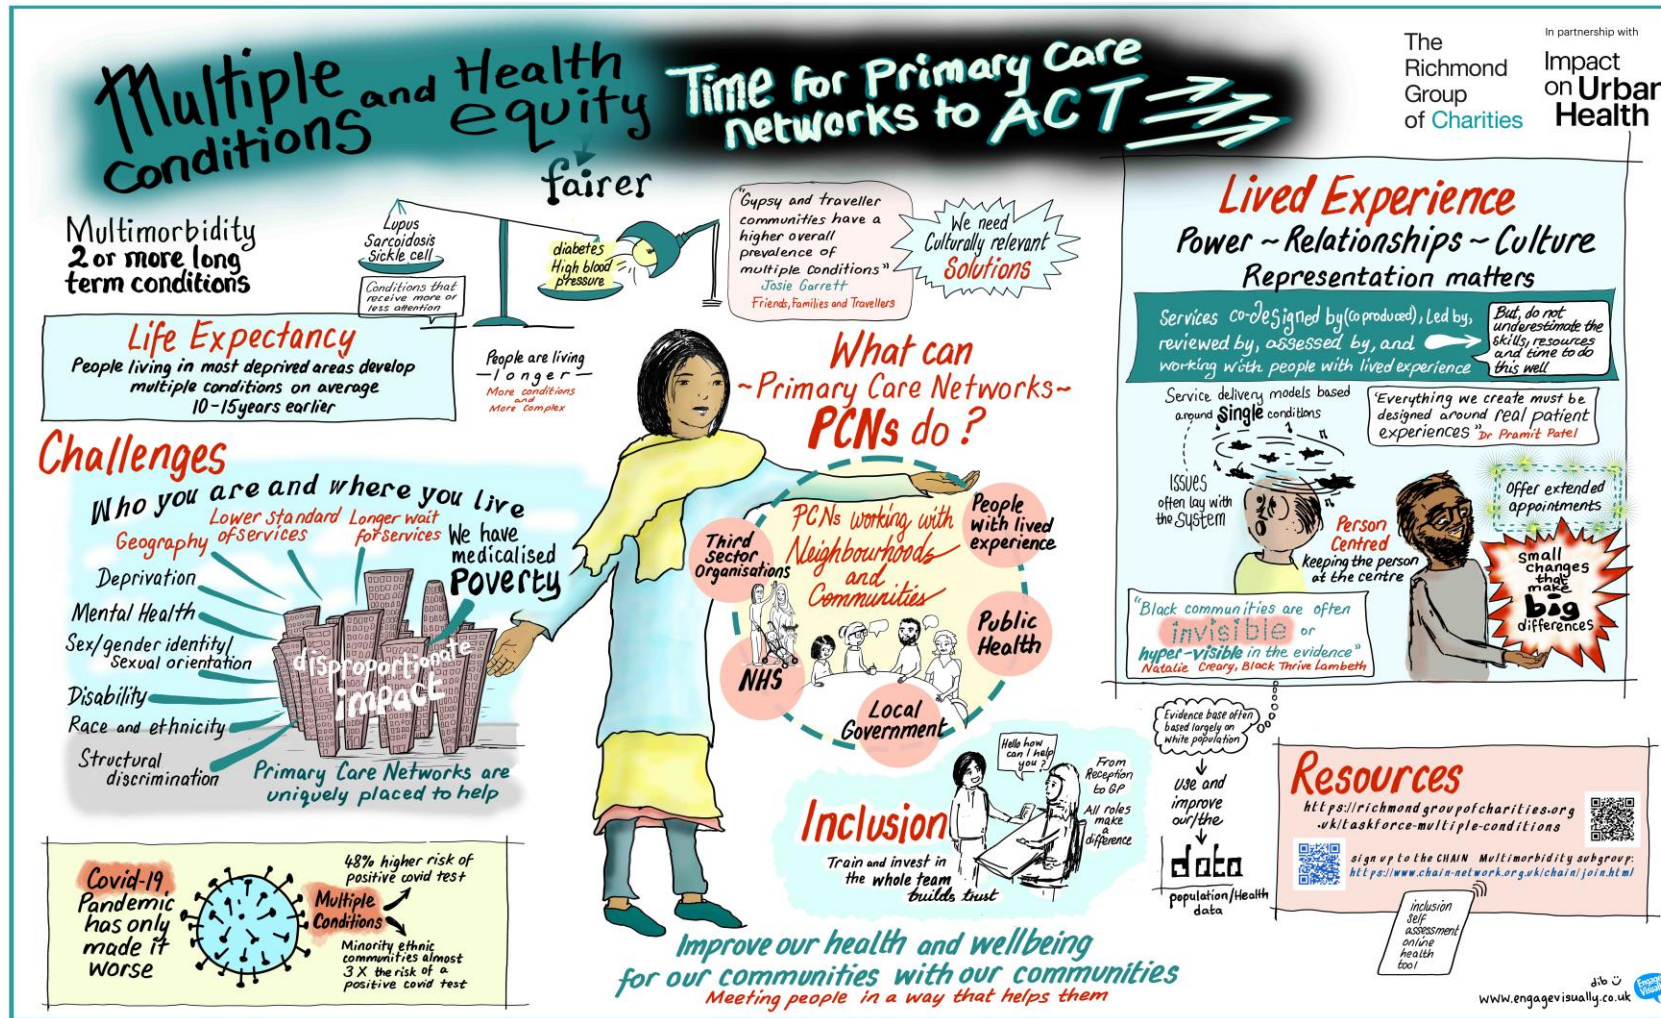 Multiple
conditions
and Health
equity
fairer
Time for Primary Care
networks to ACT
The
Richmond
Group
of Charities
In partnership with
Impact
on Urban
Health
Multimorbidity
2 or more long
term conditions
Lupus
Sarcoidosis
Sickle cell
Conditions that
receive more or
less attention
diabetes
High blood
pressure
"Gypsy and traveller
communities have a
higher overall
prevalence of
multiple conditions"
Josie Garrett
Friends, Families and Travellers
We need
Culturally relevant
Solutions
Life Expectancy
People living in most deprived areas develop
multiple conditions on average
10-15 years earlier
People are living
- longer -
More conditions
and
More complex
Challenges
Who you are and where you live
Lower standard
of services
Longer wait
for services
Geography
Deprivation
Mental Health
Sex/gender identity/
Sexual orientation
Disability
Race and ethnicity
Structural
discrimination
We have
medicalised
Poverty
disproportionate
impact
Primary Care Networks are
uniquely placed to help
Covid-19
Pandemic
has only
made it
worse
Multiple
Conditions
48% higher risk of
positive covid test
Minority ethnic
communities almost
3 X the risk of a
positive covid test
What can
~Primary Care Networks~
PCNs do?
PCNs working with
Neighbourhoods
and
Communities
Third
Sector
Organisations
People
with lived
experience
Public
Health
NHS
Local
Government
Inclusion
Train and invest in
the whole team
builds trust
Hello how
can I help
you?
From
Reception
to GP
All roles
make
a
difference
Improve our health and wellbeing
for our communities with our communities
Meeting people in a way that helps them
Lived Experience
Power ~ Relationships ~ Culture
Representation matters
Services co-designed by (co produced), Led by,
reviewed by, assessed by, and
working with people with lived experience
But, do not
underestimate the
skills, resources
and time to do
this well
Service delivery models based
around single conditions
Issues
often lay with
the system
'Everything we create must be
designed around real patient
experiences" Dr Pramit Patel
Person
Centred
Keeping the person
at the centre
Offer extended
appointments
small
changes
that
make
big
differences
"Black communities are often
invisible or
hyper-visible in the evidence"
Natalie Creary, Black Thrive Lambeth
Evidence base often
based largely on
white population
use and
improve
our/the
data
population/Health
data
Resources
https://richmondgroupofcharities.org
.uk/taskforce-multiple-conditions
sign up to the CHAIN Multimorbidity subgroup:
https://www.chain-network.org.uk/chain/join.html
inclusion
self
assessment
online
health
tool
dib
www.engagevisually.co.uk
Engage
Visually